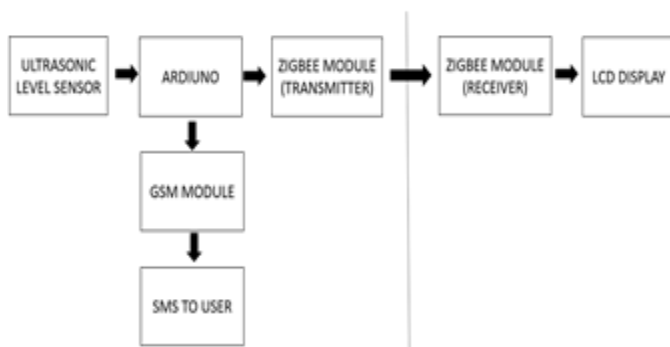 ULTRASONIC
LEVEL SENSOR
ARDIUNO
ZIGBEE MODULE
(TRANSMITTER)
ZIGBEE MODULE
(RECEIVER)
LCD DISPLAY
GSM MODULE
SMS TO USER